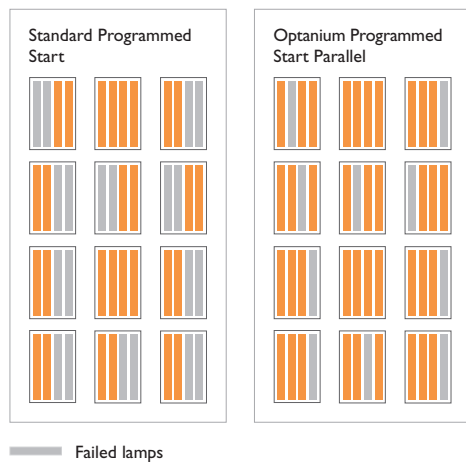 Standard Programmed
Start
Optanium Programmed
Start Parallel
Failed lamps